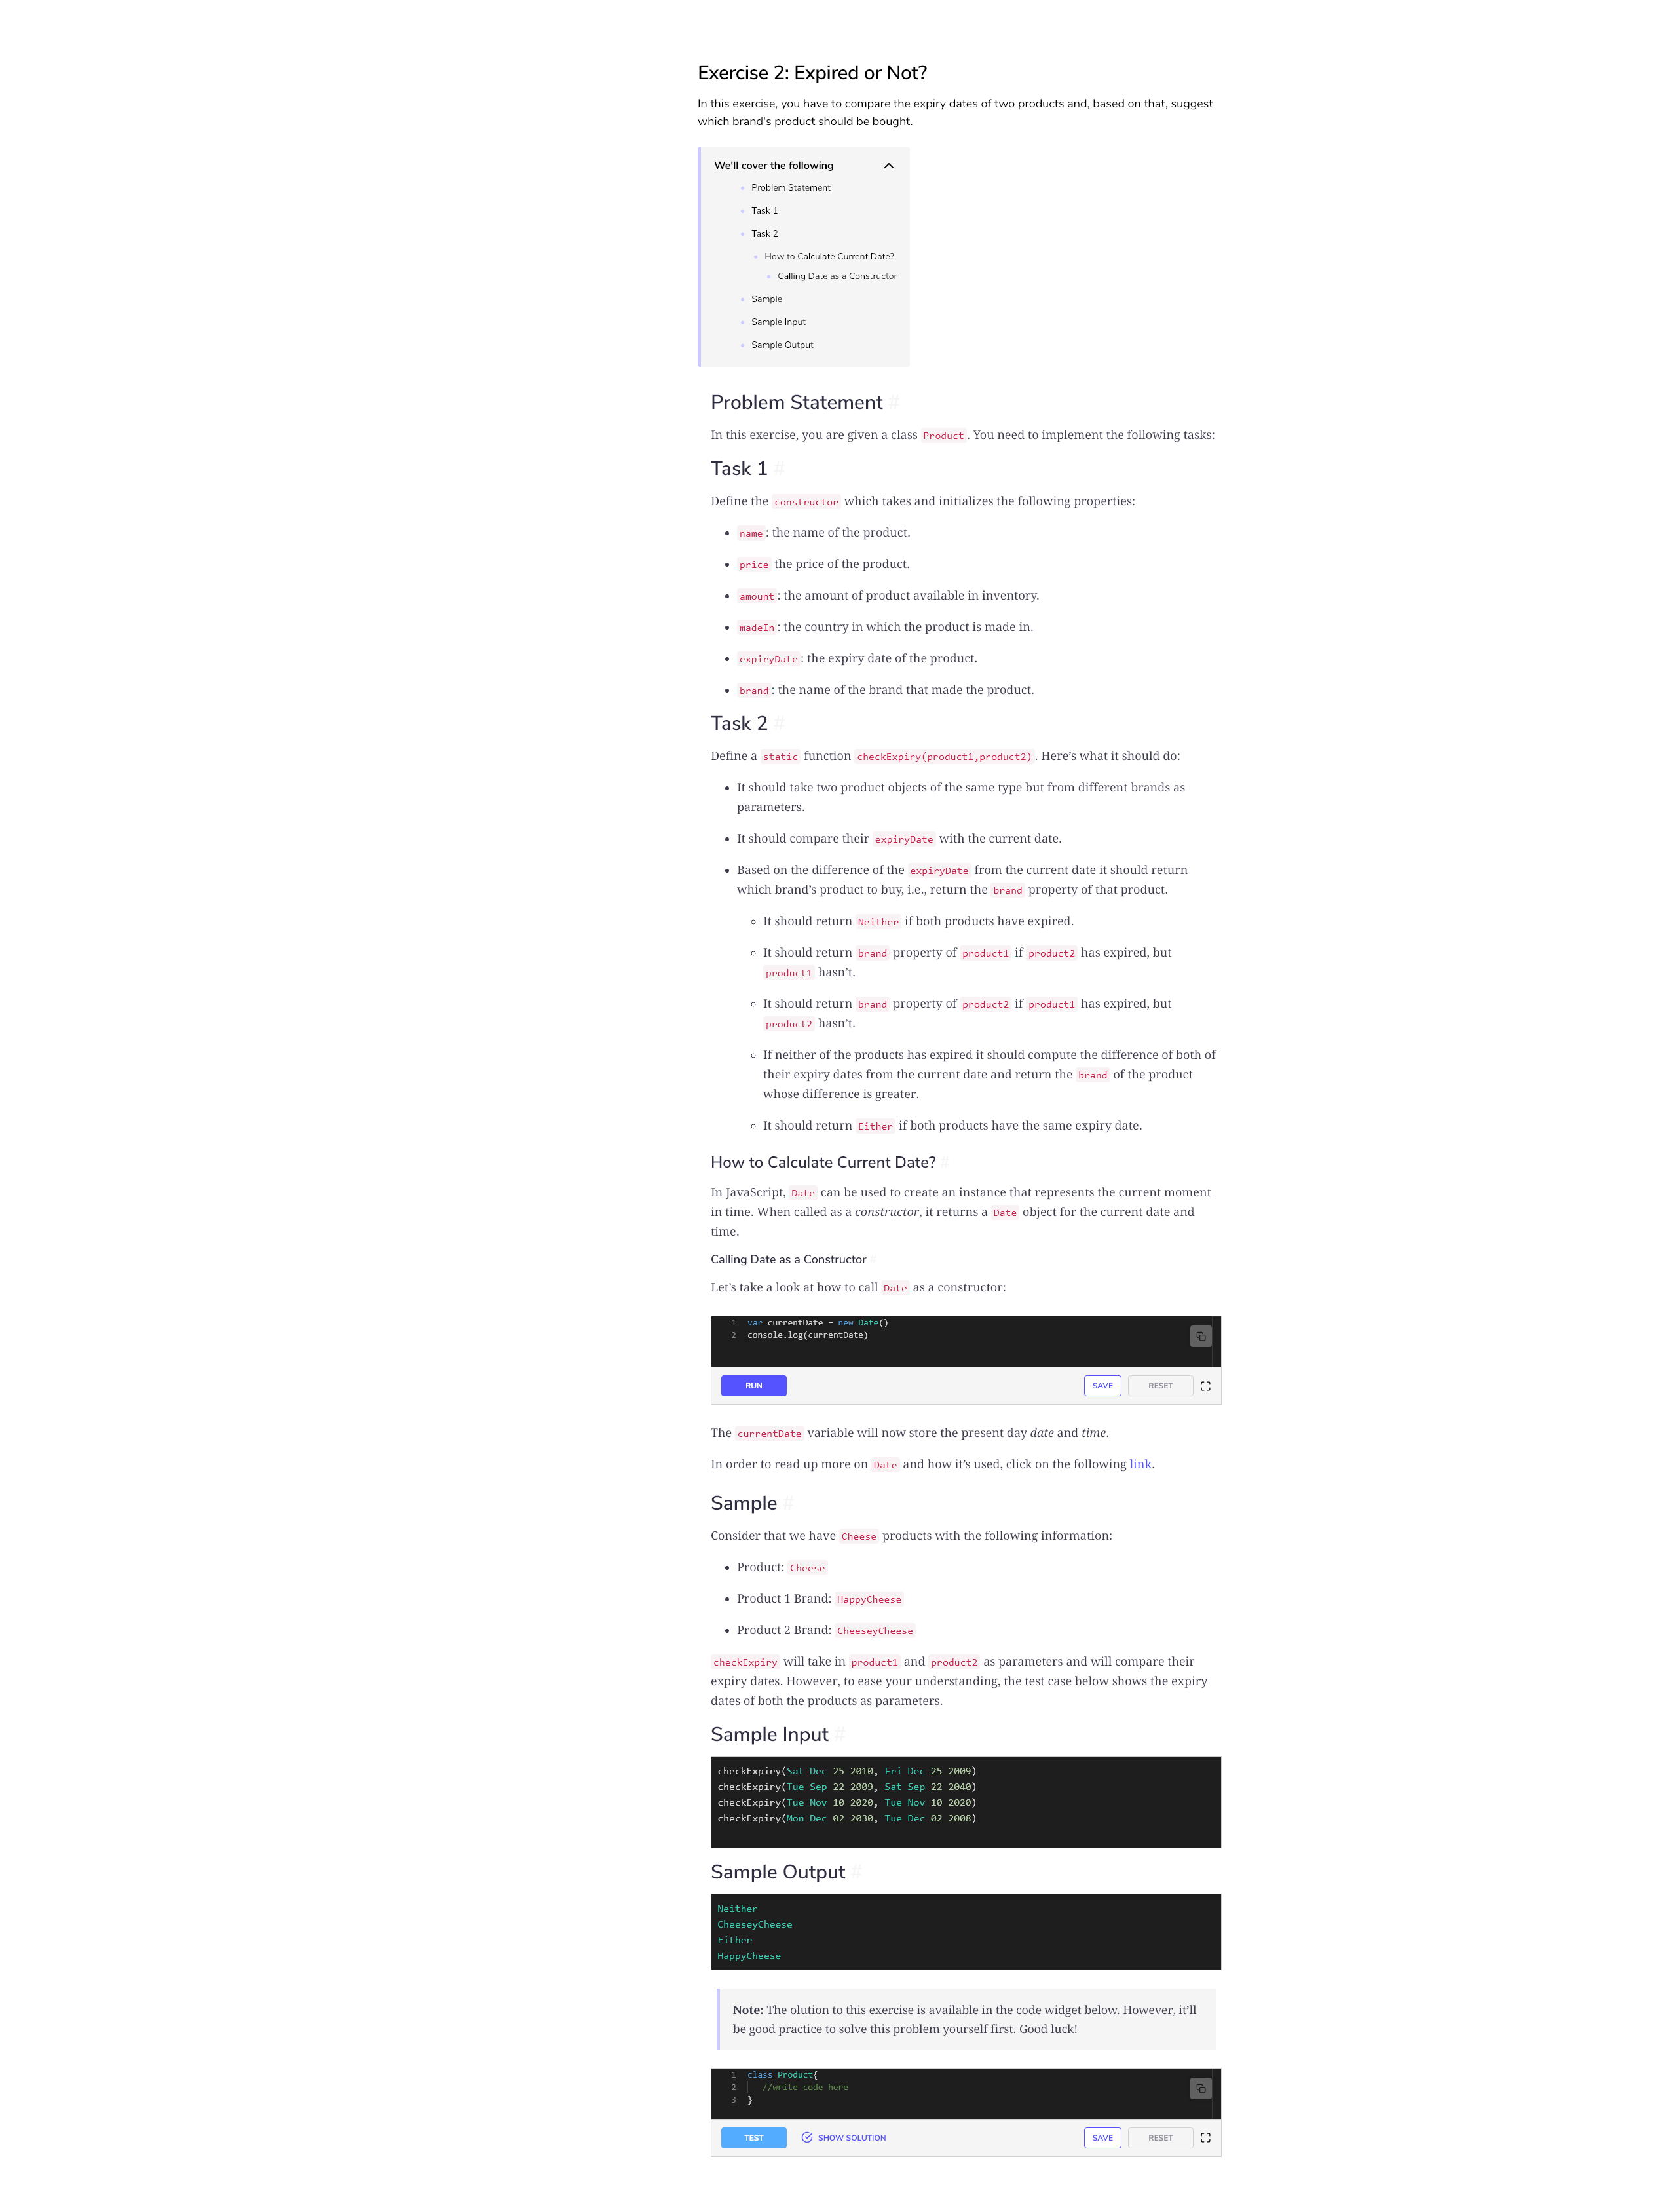 Exercise 2: Expired or Not?
In this exercise, you have to compare the expiry dates of two products and, based on that, suggest
which brand's product should be bought.
We'll cover the following
Problem Statement
Task 1
Task 2
How to Calculate Current Date?
Calling Date as a Constructor
Sample
Sample Input
Sample Output
Problem Statement #
In this exercise, you are given a class Product. You need to implement the following tasks:
Task 1 #
Define the constructor which takes and initializes the following properties:
name: the name of the product.
price the price of the product.
amount: the amount of product available in inventory.
madeIn: the country in which the product is made in.
expiryDate: the expiry date of the product.
brand: the name of the brand that made the product.
Task 2 #
Define a static function checkExpiry(product1,product2). Here's what it should do:
It should take two product objects of the same type but from different brands as
parameters.
It should compare their expiryDate with the current date.
Based on the difference of the expiryDate from the current date it should return
which brand's product to buy, i.e., return the brand property of that product.
It should return Neither if both products have expired.
It should return brand property of product1 if product2 has expired, but
product1 hasn't.
It should return brand property of product2 if product1 has expired, but
product2 hasn't.
If neither of the products has expired it should compute the difference of both of
their expiry dates from the current date and return the brand of the product
whose difference is greater.
It should return Either if both products have the same expiry date.
How to Calculate Current Date? #
In JavaScript, Date can be used to create an instance that represents the current moment
in time. When called as a constructor, it returns a Date object for the current date and
time.
Calling Date as a Constructor #
Let's take a look at how to call Date as a constructor:
1 var currentDate = new Date()
2 console.log(currentDate)
RUN SAVE RESET
The currentDate variable will now store the present day date and time.
In order to read up more on Date and how it's used, click on the following link.
Sample #
Consider that we have Cheese products with the following information:
Product: Cheese
Product 1 Brand: HappyCheese
Product 2 Brand: CheeseyCheese
checkExpiry will take in product1 and product2 as parameters and will compare their
expiry dates. However, to ease your understanding, the test case below shows the expiry
dates of both the products as parameters.
Sample Input #
checkExpiry(Sat Dec 25 2010, Fri Dec 25 2009)
checkExpiry(Tue Sep 22 2009, Sat Sep 22 2040)
checkExpiry(Tue Nov 10 2020, Tue Nov 10 2020)
checkExpiry(Mon Dec 02 2030, Tue Dec 02 2008)
Sample Output #
Neither
CheeseyCheese
Either
HappyCheese
Note: The olution to this exercise is available in the code widget below. However, it'll
be good practice to solve this problem yourself first. Good luck!
1 class Product{
2 //write code here
3 }
TEST SHOW SOLUTION SAVE RESET